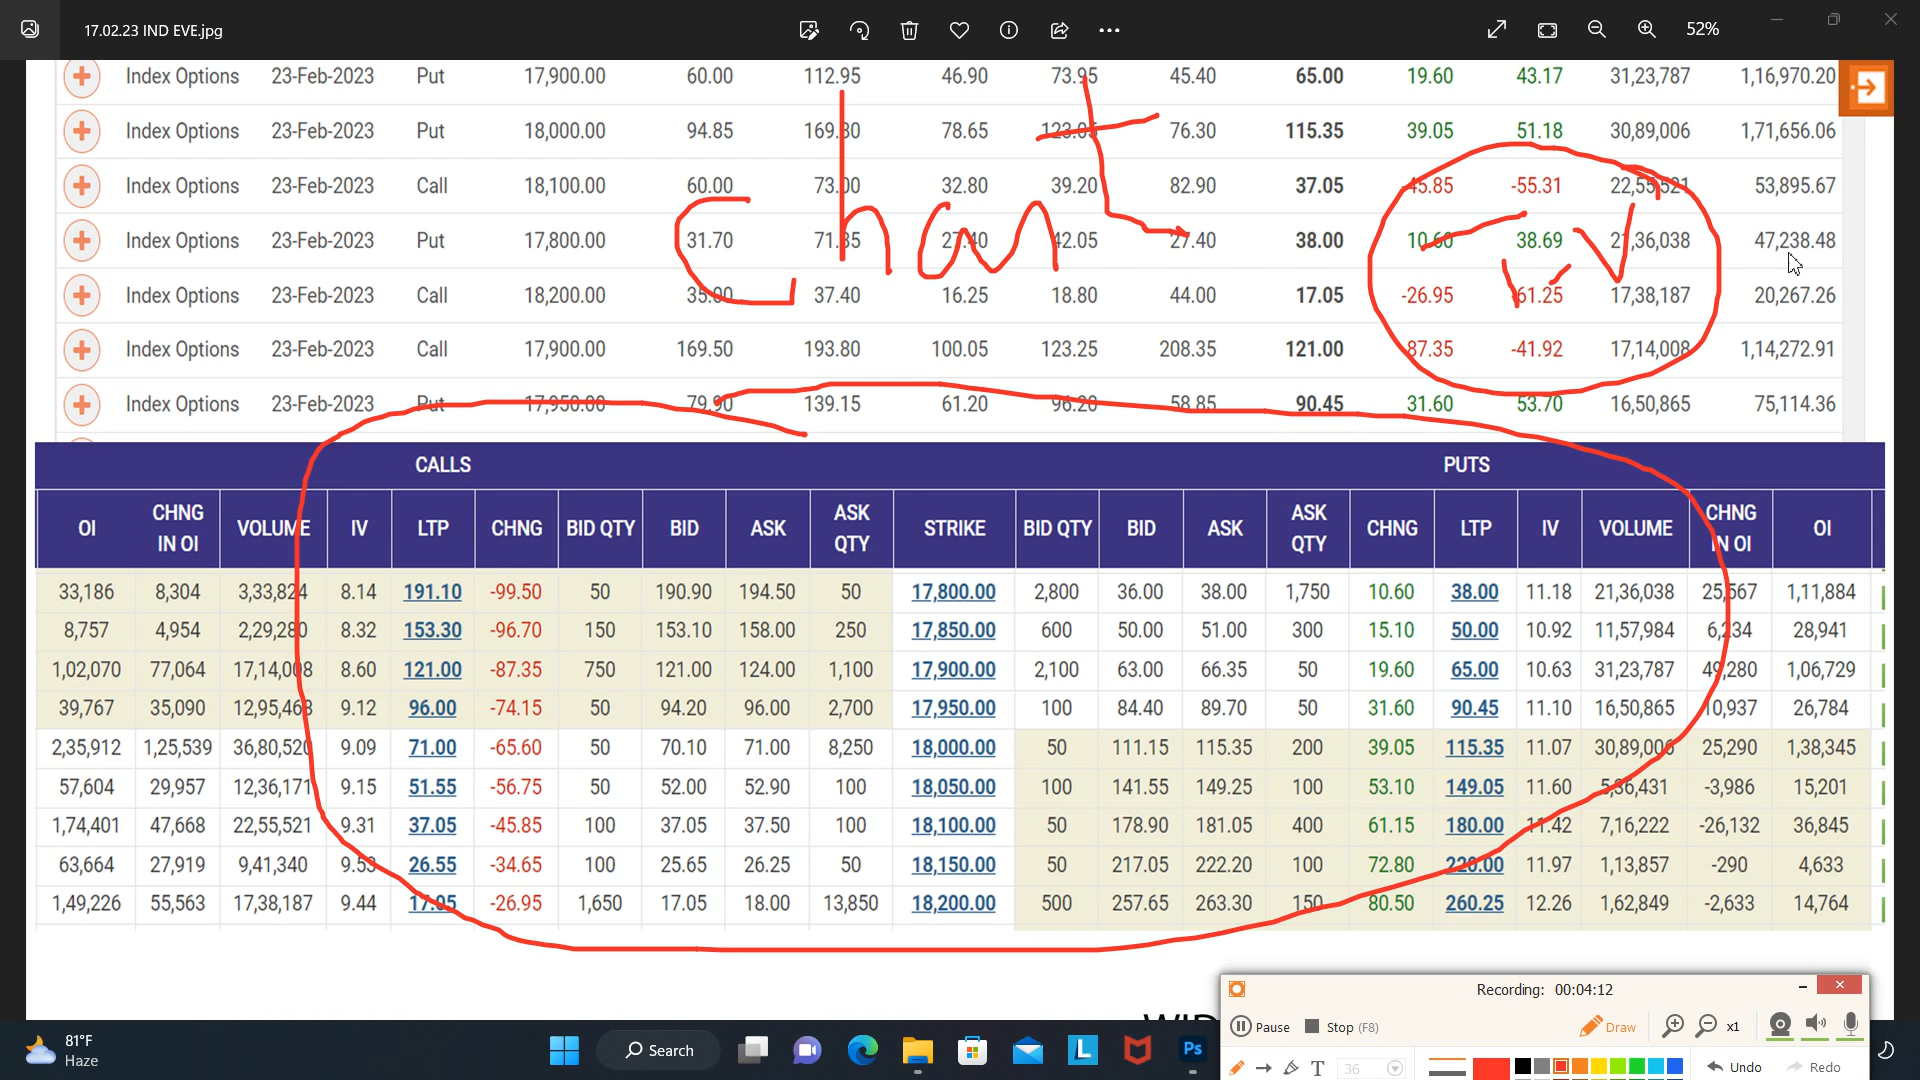 17.02.23 IND EVE.jpg 52%
Index Options 23-Feb-2023 Put 17,900.00 60.00 112.95 46.90 73.95 45.40 65.00 19.60 43.17 31,23,787 1,16,970.20
Index Options 23-Feb-2023 Put 18,000.00 94.85 169.80 78.65 123.05 76.30 115.35 39.05 51.18 30,89,006 1,71,656.06
Index Options 23-Feb-2023 Call 18,100.00 60.00 73.00 32.80 39.20 82.90 37.05 -45.85 -55.31 22,55,521 53,895.67
Index Options 23-Feb-2023 Put 17,800.00 31.70 71.35 27.40 42.05 27.40 38.00 10.60 38.69 21,36,038 47,238.48
Index Options 23-Feb-2023 Call 18,200.00 35.00 37.40 16.25 18.80 44.00 17.05 -26.95 -61.25 17,38,187 20,267.26
Index Options 23-Feb-2023 Call 17,900.00 169.50 193.80 100.05 123.25 208.35 121.00 -87.35 -41.92 17,14,008 1,14,272.91
Index Options 23-Feb-2023 Put 17,950.00 79.90 139.15 61.20 96.20 58.85 90.45 31.60 53.70 16,50,865 75,114.36
CALLS PUTS
OI CHNG IN OI VOLUME IV LTP CHNG BID QTY BID ASK ASK QTY STRIKE BID QTY BID ASK ASK QTY CHNG LTP IV VOLUME CHNG IN OI OI
33,186 8,304 3,33,824 8.14 191.10 -99.50 50 190.90 194.50 50 17,800.00 2,800 36.00 38.00 1,750 10.60 38.00 11.18 21,36,038 25,567 1,11,884
8,757 4,954 2,29,280 8.32 153.30 -96.70 150 153.10 158.00 250 17,850.00 600 50.00 51.00 300 15.10 50.00 10.92 11,57,984 6,234 28,941
1,02,070 77,064 17,14,008 8.60 121.00 -87.35 750 121.00 124.00 1,100 17,900.00 2,100 63.00 66.35 50 19.60 65.00 10.63 31,23,787 49,280 1,06,729
39,767 35,090 12,95,463 9.12 96.00 -74.15 50 94.20 96.00 2,700 17,950.00 100 84.40 89.70 50 31.60 90.45 11.10 16,50,865 10,937 26,784
2,35,912 1,25,539 36,80,520 9.09 71.00 -65.60 50 70.10 71.00 8,250 18,000.00 50 111.15 115.35 200 39.05 115.35 11.07 30,89,006 25,290 1,38,345
57,604 29,957 12,36,171 9.15 51.55 -56.75 50 52.00 52.90 100 18,050.00 100 141.55 149.25 100 53.10 149.05 11.60 5,36,431 -3,986 15,201
1,74,401 47,668 22,55,521 9.31 37.05 -45.85 100 37.05 37.50 100 18,100.00 50 178.90 181.05 400 61.15 180.00 11.42 7,16,222 -26,132 36,845
63,664 27,919 9,41,340 9.53 26.55 -34.65 100 25.65 26.25 50 18,150.00 50 217.05 222.20 100 72.80 220.00 11.97 1,13,857 -290 4,633
1,49,226 55,563 17,38,187 9.44 17.05 -26.95 1,650 17.05 18.00 13,850 18,200.00 500 257.65 263.30 150 80.50 260.25 12.26 1,62,849 -2,633 14,764
Recording: 00:04:12
Pause Stop (F8) Draw x1
T 36 Undo Redo
81°F
Haze
Search
L
Ps